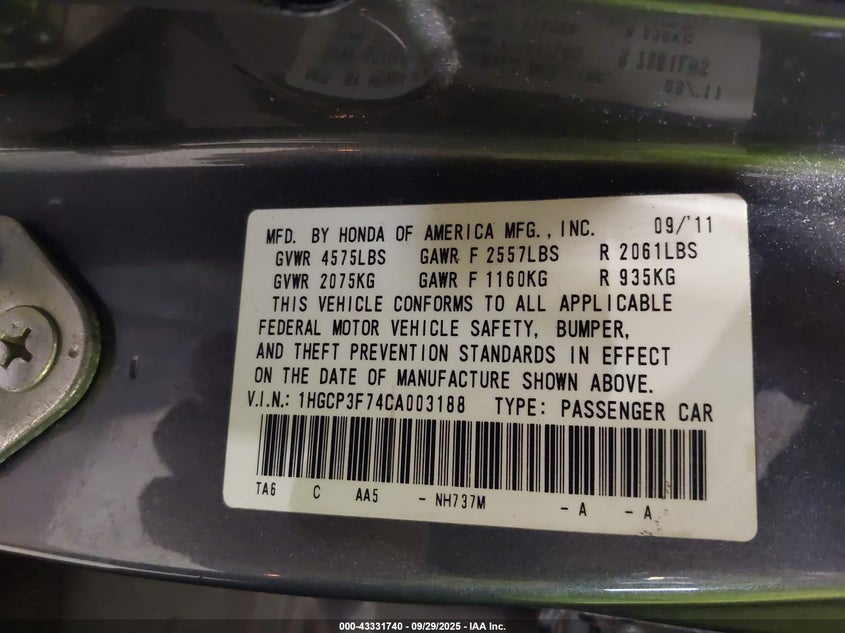 MFD. BY HONDA OF AMERICA MFG., INC. 09/'11
GVWR 4575LBS GAWR F 2557LBS R 2061LBS
GVWR 2075KG GAWR F 1160KG R 935KG
THIS VEHICLE CONFORMS TO ALL APPLICABLE
FEDERAL MOTOR VEHICLE SAFETY, BUMPER,
AND THEFT PREVENTION STANDARDS IN EFFECT
ON THE DATE OF MANUFACTURE SHOWN ABOVE.
V.I.N.: 1HGCP3F74CA003188 TYPE: PASSENGER CAR
TA6 C AA5 - NH737M - A - A
000-43331740 - 09/29/2025 - IAA Inc.